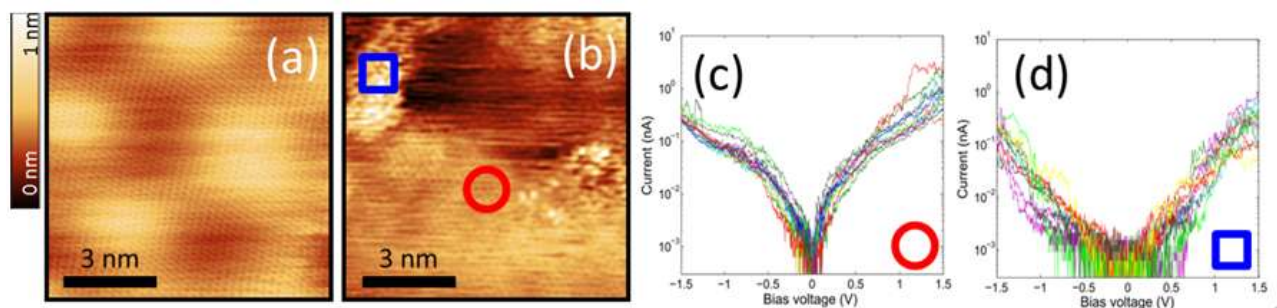 1 nm
0 nm
(a)
3 nm
(b)
3 nm
(c)
Current (nA)
10¹
10⁰
10⁻¹
10⁻²
10⁻³
−1.5 −1 −0.5 0 0.5 1 1.5
Bias voltage (V)
(d)
Current (nA)
10¹
10⁰
10⁻¹
10⁻²
10⁻³
−1.5 −1 −0.5 0 0.5 1 1.5
Bias voltage (V)